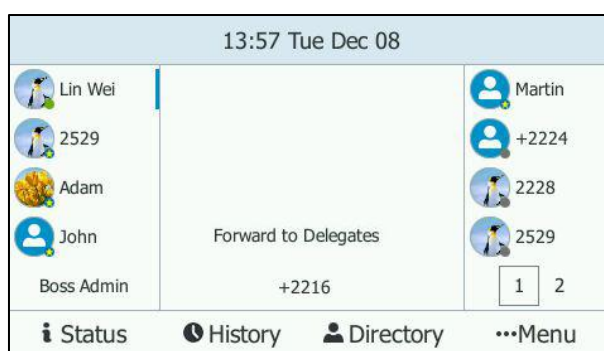 13:57 Tue Dec 08
Lin Wei
2529
Adam
John
Boss Admin
Forward to Delegates
+2216
Martin
+2224
2228
2529
1 2
Status History Directory •••Menu